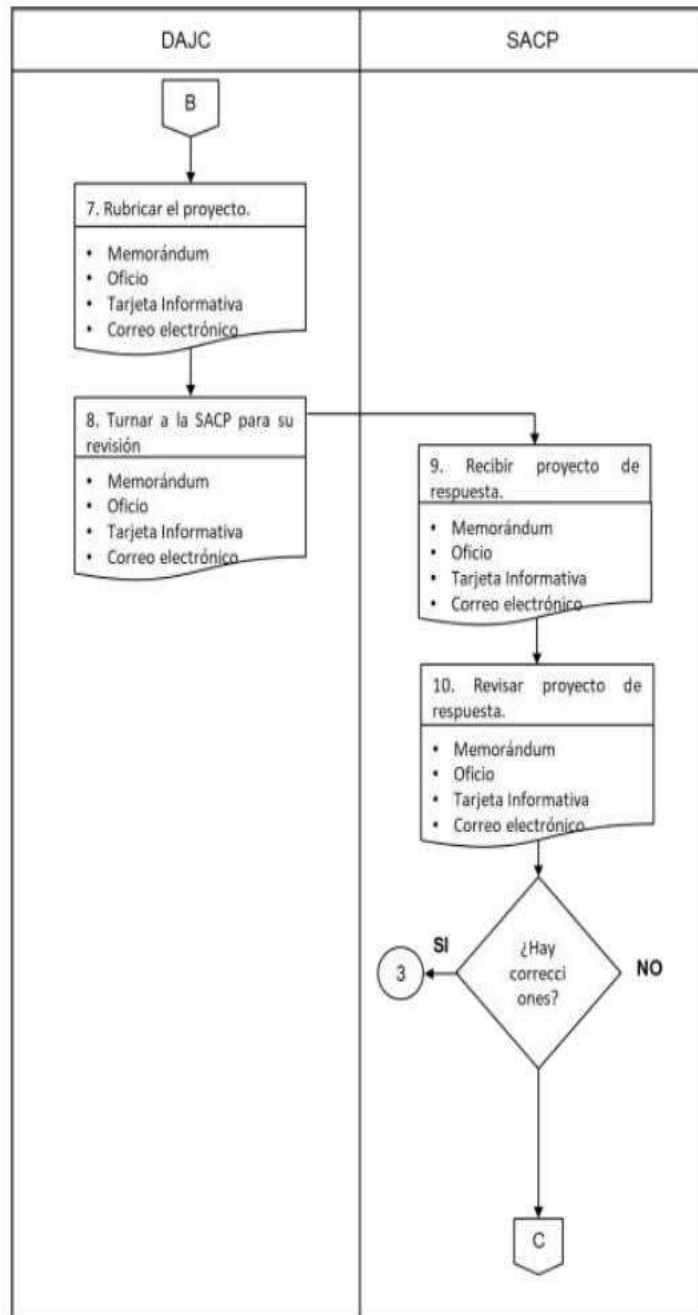 DAJC
SACP
B
7. Rubricar el proyecto.
• Memorándum
• Oficio
• Tarjeta Informativa
• Correo electrónico
8. Turnar a la SACP para su
revisión
• Memorándum
• Oficio
• Tarjeta Informativa
• Correo electrónico
9. Recibir proyecto de
respuesta.
• Memorándum
• Oficio
• Tarjeta Informativa
• Correo electrónico
10. Revisar proyecto de
respuesta.
• Memorándum
• Oficio
• Tarjeta Informativa
• Correo electrónico
¿Hay
correcci
ones?
SI
NO
3
C